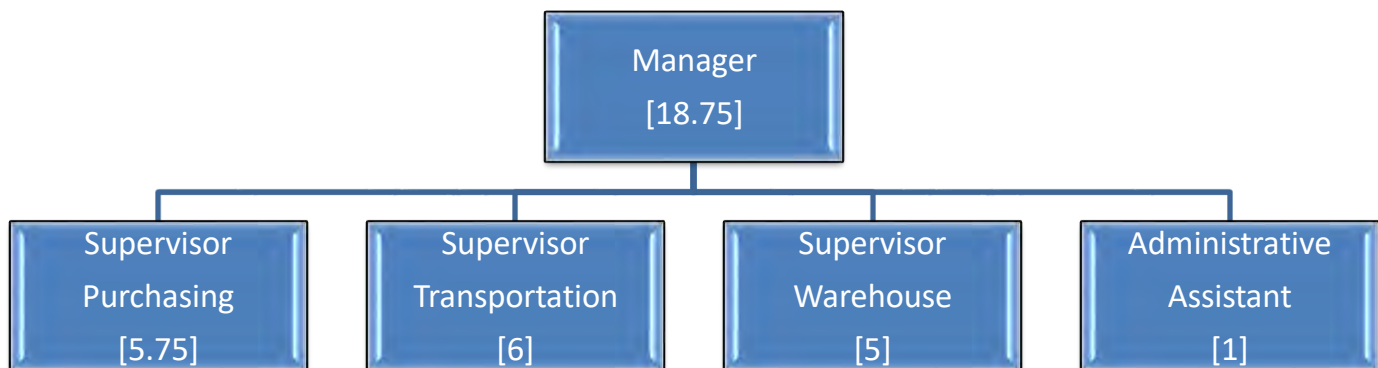 Manager
[18.75]
Supervisor
Purchasing
[5.75]
Supervisor
Transportation
[6]
Supervisor
Warehouse
[5]
Administrative
Assistant
[1]